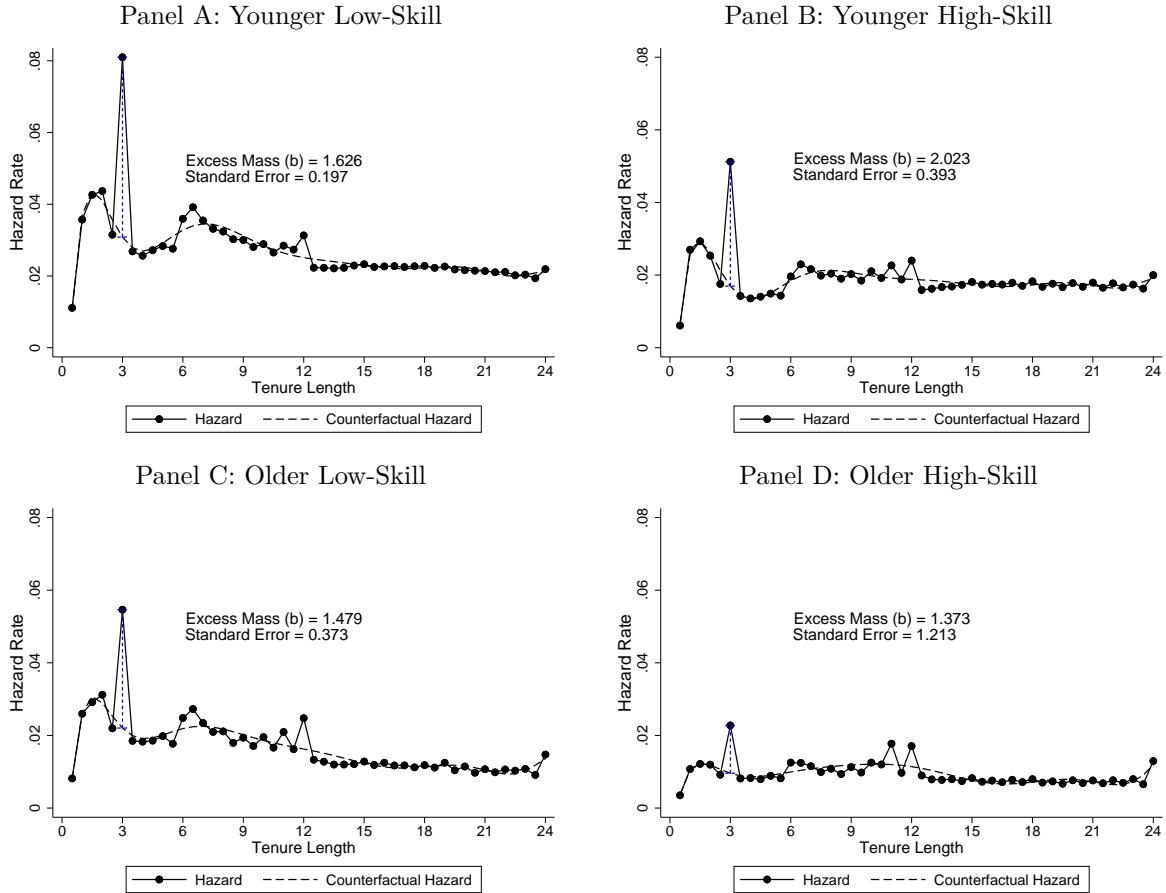 Panel A: Younger Low-Skill
Hazard Rate
.08
.06
.04
.02
0
Excess Mass (b) = 1.626
Standard Error = 0.197
0 3 6 9 12 15 18 21 24
Tenure Length
Hazard Counterfactual Hazard
Panel B: Younger High-Skill
Hazard Rate
.08
.06
.04
.02
0
Excess Mass (b) = 2.023
Standard Error = 0.393
0 3 6 9 12 15 18 21 24
Tenure Length
Hazard Counterfactual Hazard
Panel C: Older Low-Skill
Hazard Rate
.08
.06
.04
.02
0
Excess Mass (b) = 1.479
Standard Error = 0.373
0 3 6 9 12 15 18 21 24
Tenure Length
Hazard Counterfactual Hazard
Panel D: Older High-Skill
Hazard Rate
.08
.06
.04
.02
0
Excess Mass (b) = 1.373
Standard Error = 1.213
0 3 6 9 12 15 18 21 24
Tenure Length
Hazard Counterfactual Hazard